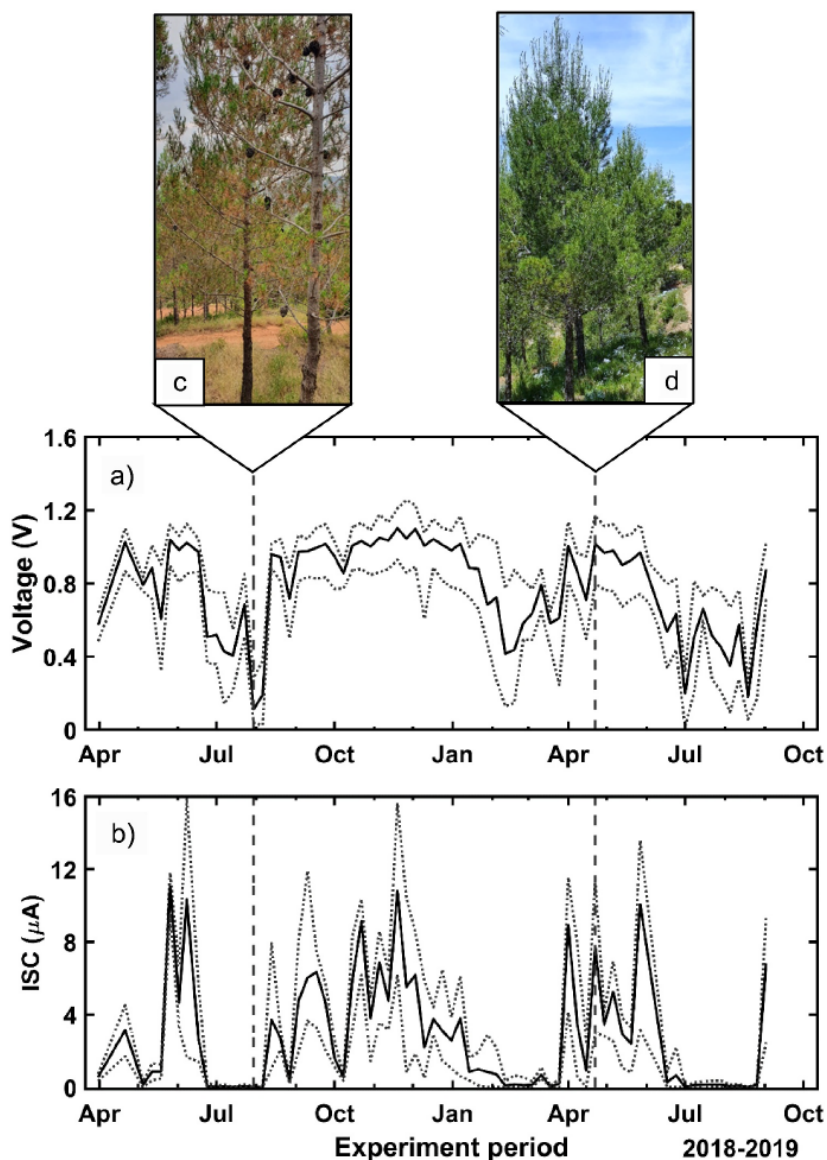 c
d
a)
1.6
1.2
0.8
0.4
0
Voltage (V)
Apr Jul Oct Jan Apr Jul Oct
b)
16
12
8
4
0
ISC (μA)
Apr Jul Oct Jan Apr Jul Oct
Experiment period 2018-2019